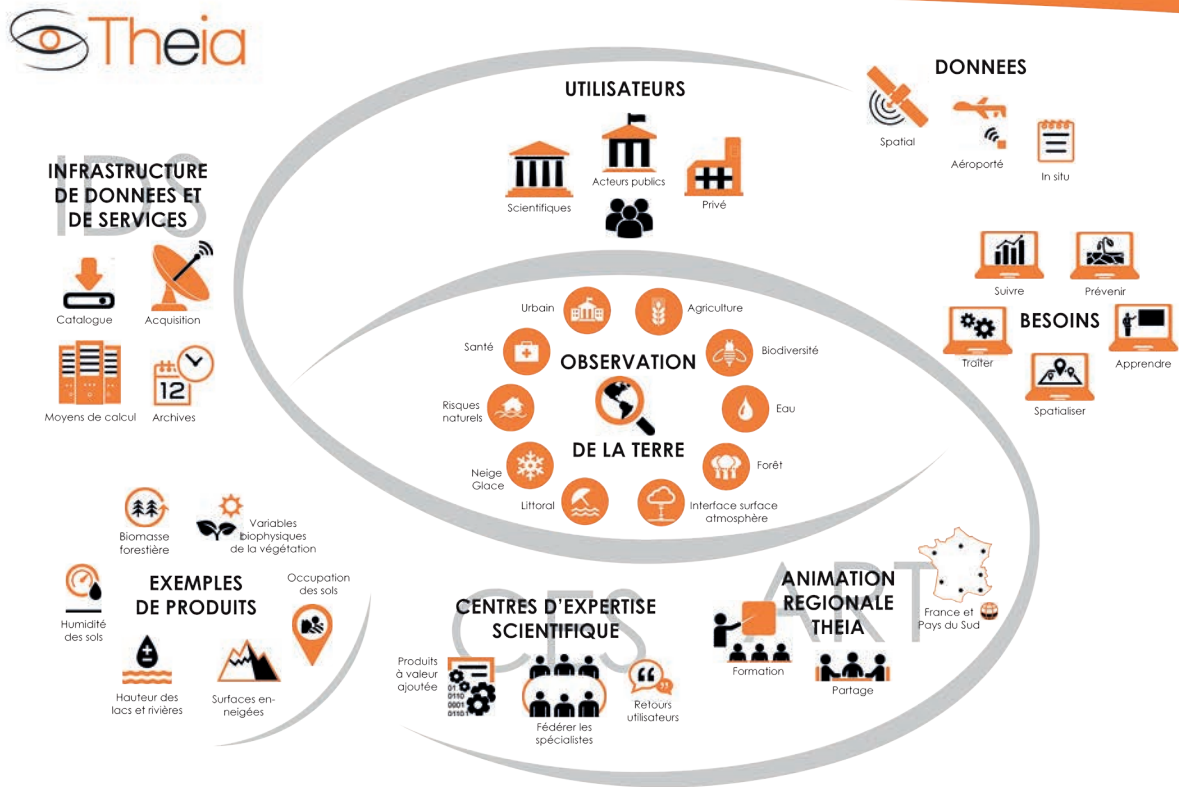 Theia
UTILISATEURS
Scientifiques
Acteurs publics
Privé
DONNEES
Spatial
Aéroporté
In situ
IDS
INFRASTRUCTURE
DE DONNEES ET
DE SERVICES
Catalogue
Acquisition
Moyens de calcul
12
Archives
BESOINS
Suivre
Prévenir
Traîter
Apprendre
Spatialiser
OBSERVATION
DE LA TERRE
Urbain
Agriculture
Santé
Biodiversité
Risques
naturels
Eau
Neige
Glace
Forêt
Littoral
Interface surface
atmosphère
EXEMPLES
DE PRODUITS
Biomasse
forestière
Variables
biophysiques
de la végétation
Humidité
des sols
Occupation
des sols
Hauteur des
lacs et rivières
Surfaces en-
neigées
CES
CENTRES D'EXPERTISE
SCIENTIFIQUE
Produits
à valeur
ajoutée
01
0110
0001
01101
Fédérer les
spécialistes
Retours
utilisateurs
ART
ANIMATION
REGIONALE
THEIA
Formation
Partage
France et
Pays du Sud